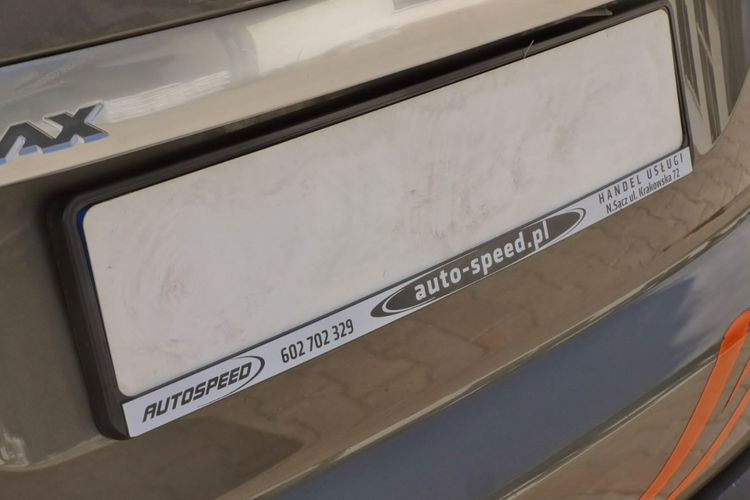 AX
AUTOSPEED
602 702 329
auto-speed.pl
HANDEL USŁUGI
N.Sącz ul. Krakowska 72